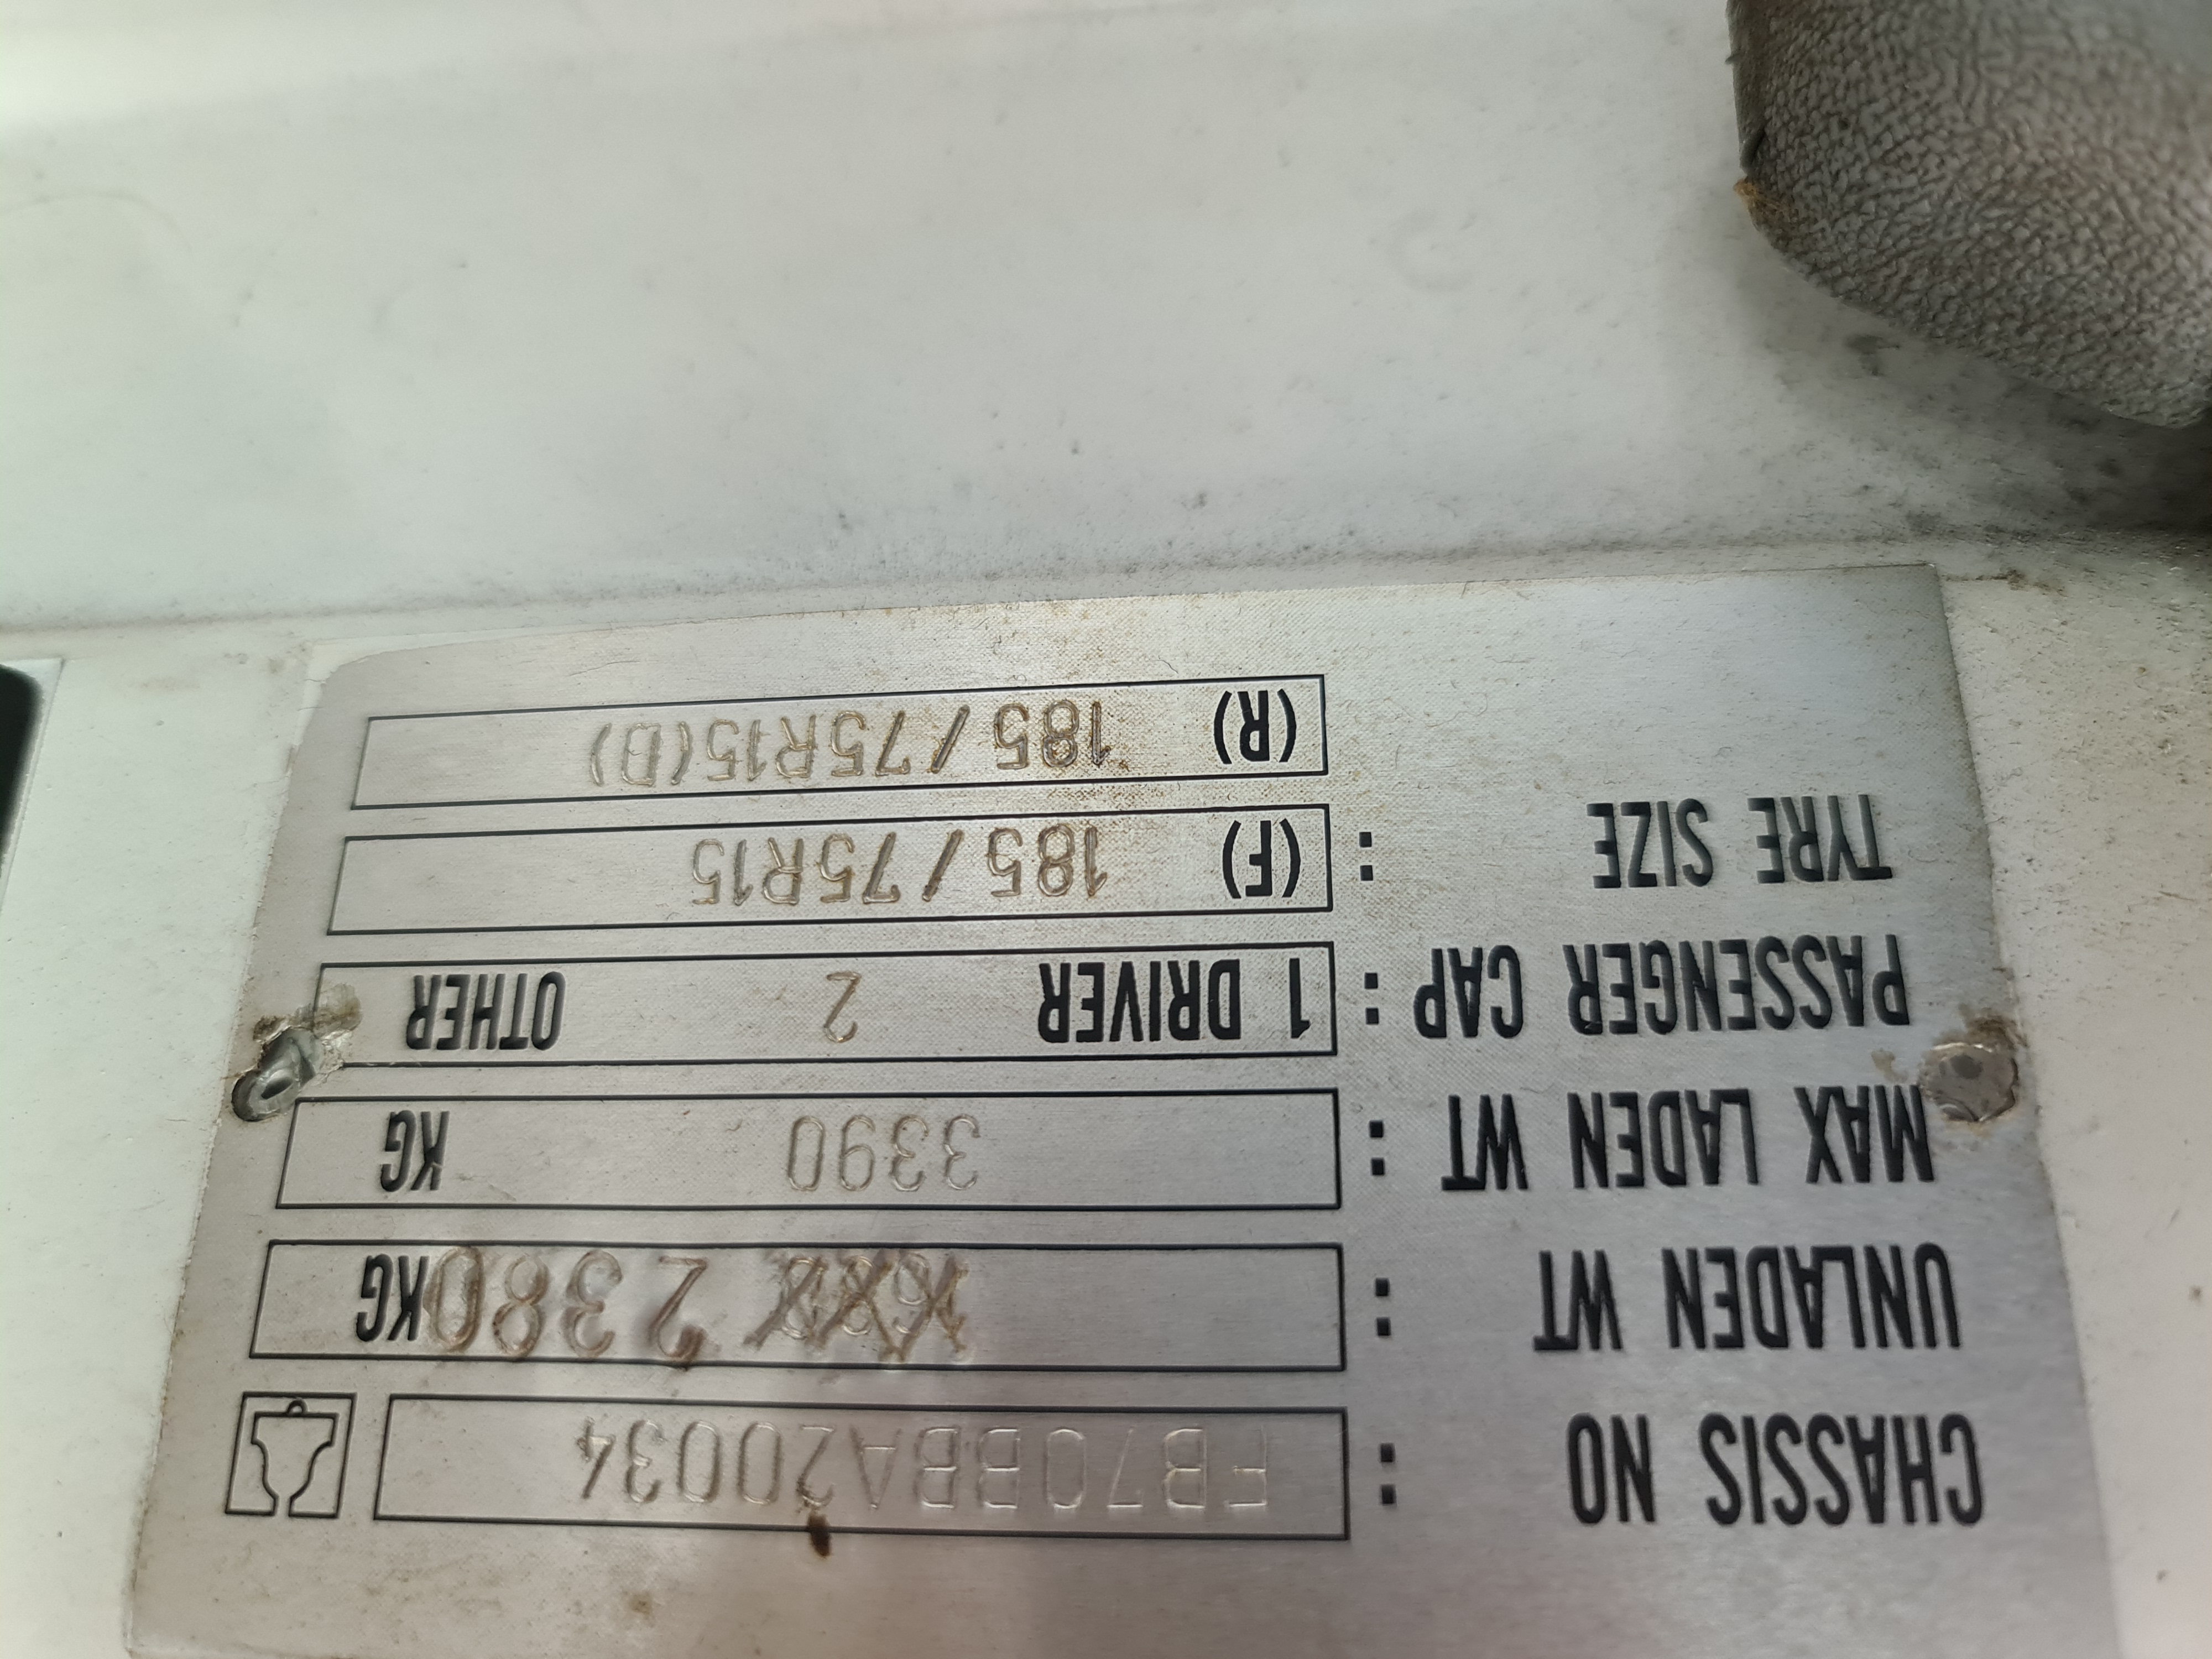 CHASSIS NO : FB70BBA20034
UNLADEN WT : 2380 KG
MAX LADEN WT : 3390 KG
PASSENGER CAP : 1 DRIVER 2 OTHER
TYRE SIZE : (F) 185/75R15
(R) 185/75R15(D)